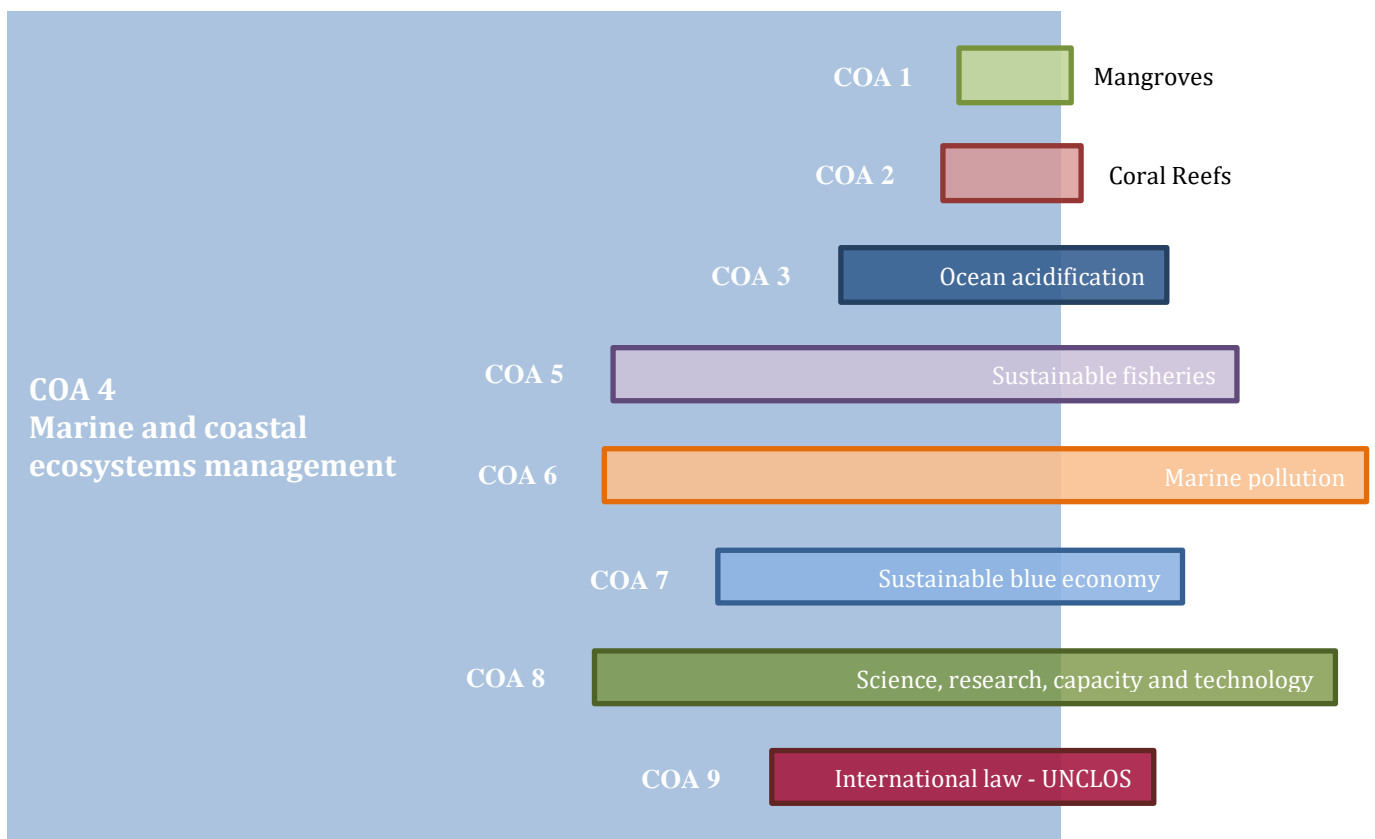 COA 1 Mangroves
COA 2 Coral Reefs
COA 3 Ocean acidification
COA 5 Sustainable fisheries
COA 4
Marine and coastal
ecosystems management
COA 6 Marine pollution
COA 7 Sustainable blue economy
COA 8 Science, research, capacity and technology
COA 9 International law - UNCLOS